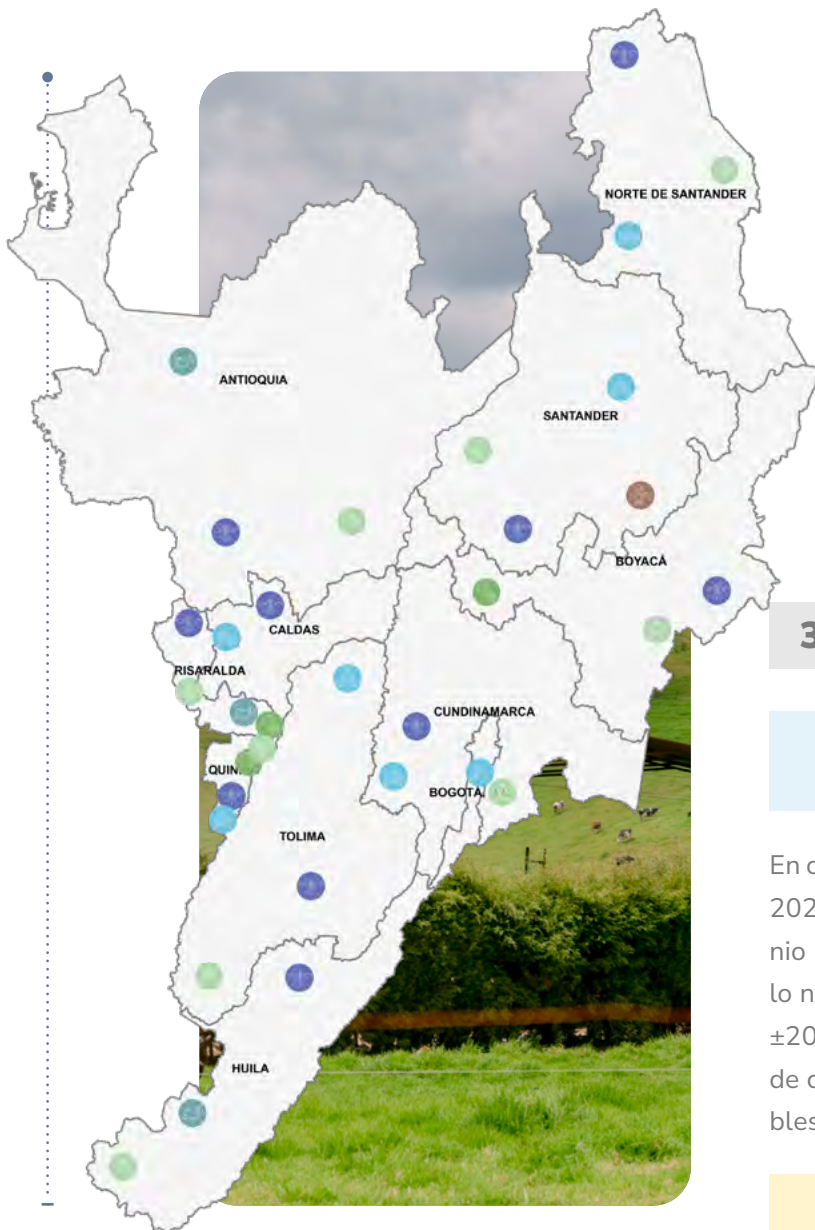 NORTE DE SANTANDER
ANTIOQUIA
SANTANDER
BOYACÁ
CALDAS
RISARALDA
CUNDINAMARCA
BOGOTÁ
TOLIMA
HUILA
3
En
202
nio
lo n
±20
de
bles